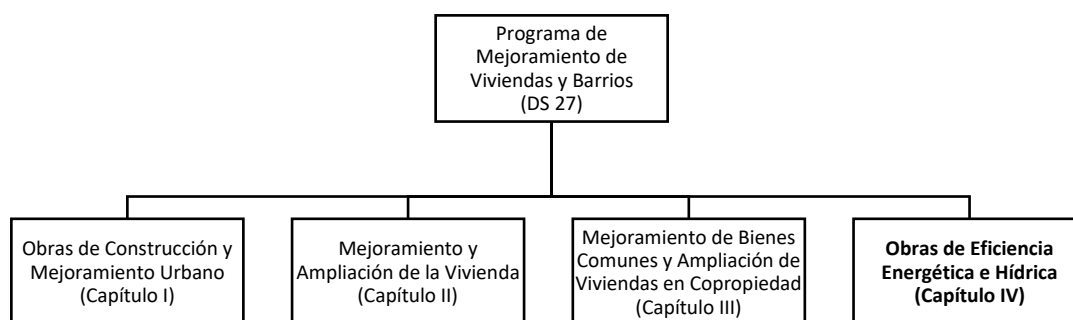 Programa de
Mejoramiento de
Viviendas y Barrios
(DS 27)
Obras de Construcción y
Mejoramiento Urbano
(Capítulo I)
Mejoramiento y
Ampliación de la Vivienda
(Capítulo II)
Mejoramiento de Bienes
Comunes y Ampliación de
Viviendas en Copropiedad
(Capítulo III)
Obras de Eficiencia
Energética e Hídrica
(Capítulo IV)